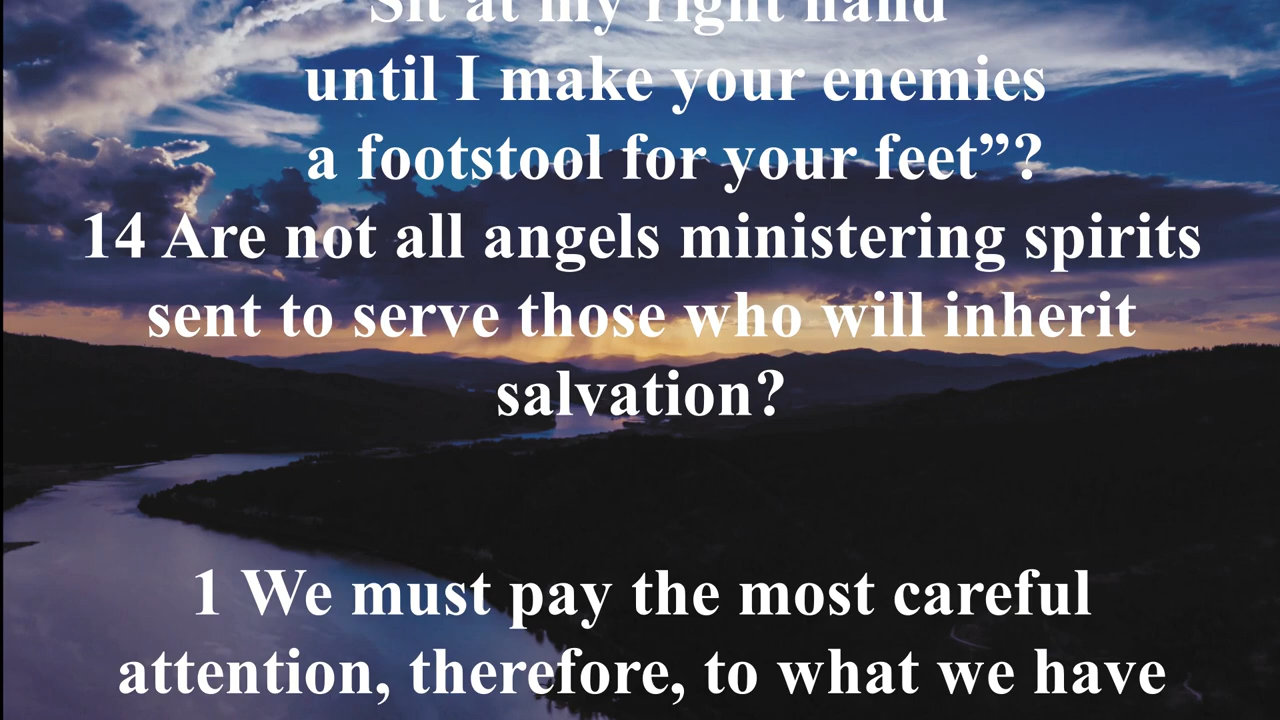 Sit at my right hand
until I make your enemies
a footstool for your feet”?
14 Are not all angels ministering spirits
sent to serve those who will inherit
salvation?
1 We must pay the most careful
attention, therefore, to what we have